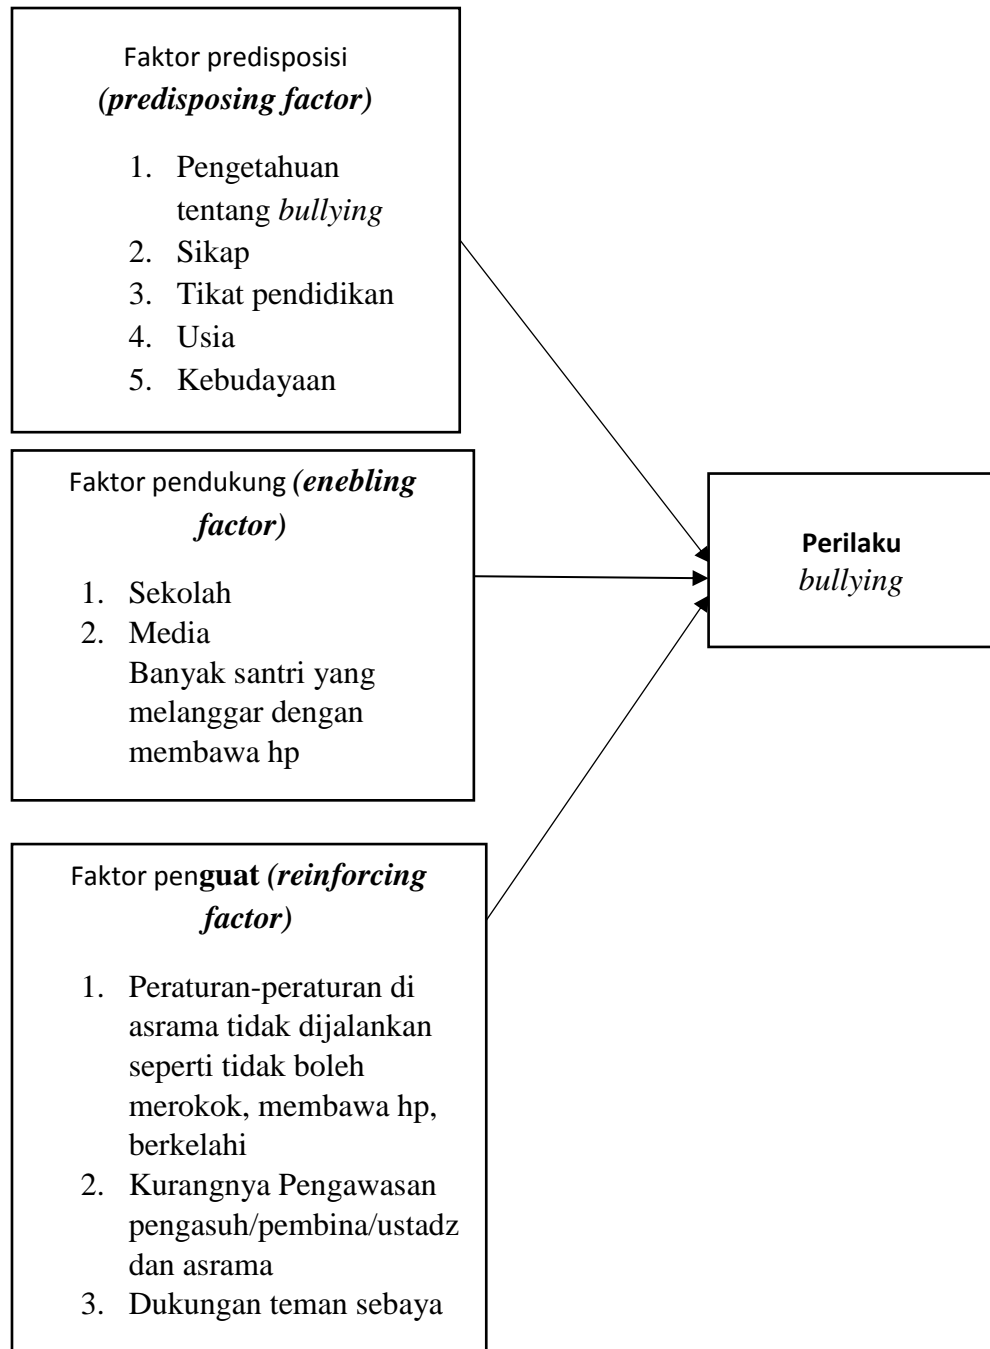 Faktor predisposisi
(predisposing factor)
1. Pengetahuan
tentang bullying
2. Sikap
3. Tikat pendidikan
4. Usia
5. Kebudayaan
Faktor pendukung (enebling
factor)
1. Sekolah
2. Media
Banyak santri yang
melanggar dengan
membawa hp
Perilaku
bullying
Faktor penguat (reinforcing
factor)
1. Peraturan-peraturan di
asrama tidak dijalankan
seperti tidak boleh
merokok, membawa hp,
berkelahi
2. Kurangnya Pengawasan
pengasuh/pembina/ustadz
dan asrama
3. Dukungan teman sebaya